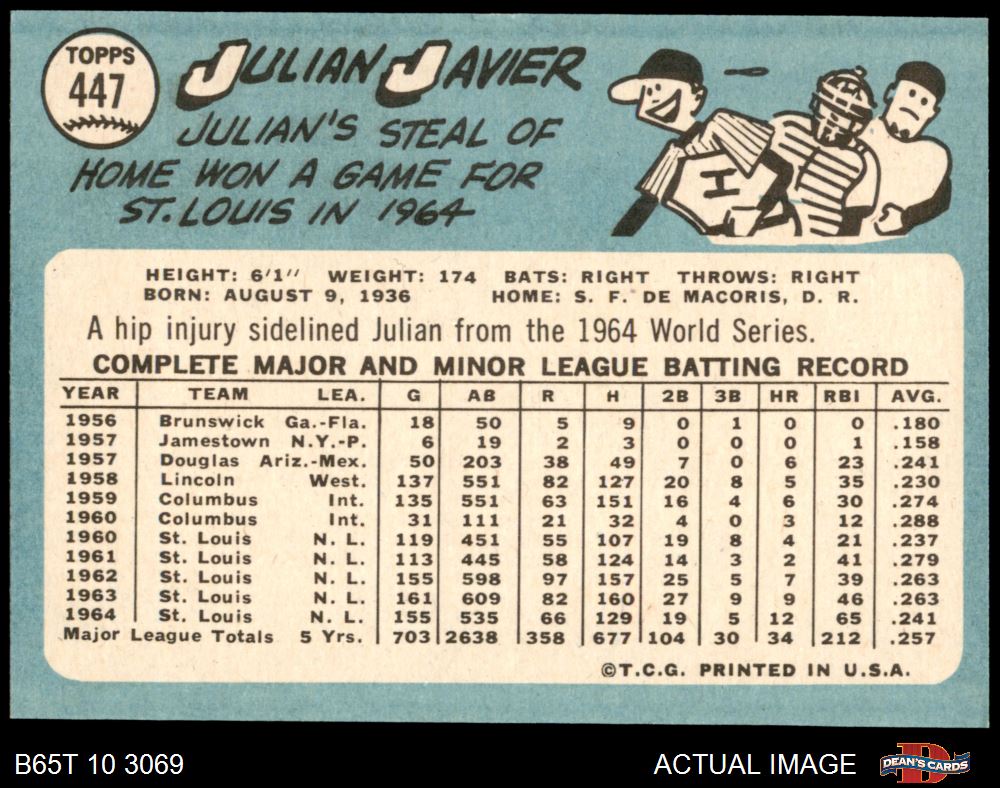 TOPPS
447
JULIAN JAVIER
JULIAN'S STEAL OF
HOME WON A GAME FOR
ST. LOUIS IN 1964
H
HEIGHT: 6'1" WEIGHT: 174 BATS: RIGHT THROWS: RIGHT
BORN: AUGUST 9, 1936 HOME: S. F. DE MACORIS, D. R.
A hip injury sidelined Julian from the 1964 World Series.
COMPLETE MAJOR AND MINOR LEAGUE BATTING RECORD
YEAR TEAM LEA. G AB R H 2B 3B HR RBI AVG.
1956 Brunswick Ga.-Fla. 18 50 5 9 0 1 0 0 .180
1957 Jamestown N.Y.-P. 6 19 2 3 0 0 0 1 .158
1957 Douglas Ariz.-Mex. 50 203 38 49 7 0 6 23 .241
1958 Lincoln West. 137 551 82 127 20 8 5 35 .230
1959 Columbus Int. 135 551 63 151 16 4 6 30 .274
1960 Columbus Int. 31 111 21 32 4 0 3 12 .288
1960 St. Louis N. L. 119 451 55 107 19 8 4 21 .237
1961 St. Louis N. L. 113 445 58 124 14 3 2 41 .279
1962 St. Louis N. L. 155 598 97 157 25 5 7 39 .263
1963 St. Louis N. L. 161 609 82 160 27 9 9 46 .263
1964 St. Louis N. L. 155 535 66 129 19 5 12 65 .241
Major League Totals 5 Yrs. 703 2638 358 677 104 30 34 212 .257
©T.C.G. PRINTED IN U.S.A.
B65T 10 3069 ACTUAL IMAGE
D
DEAN'S CARDS